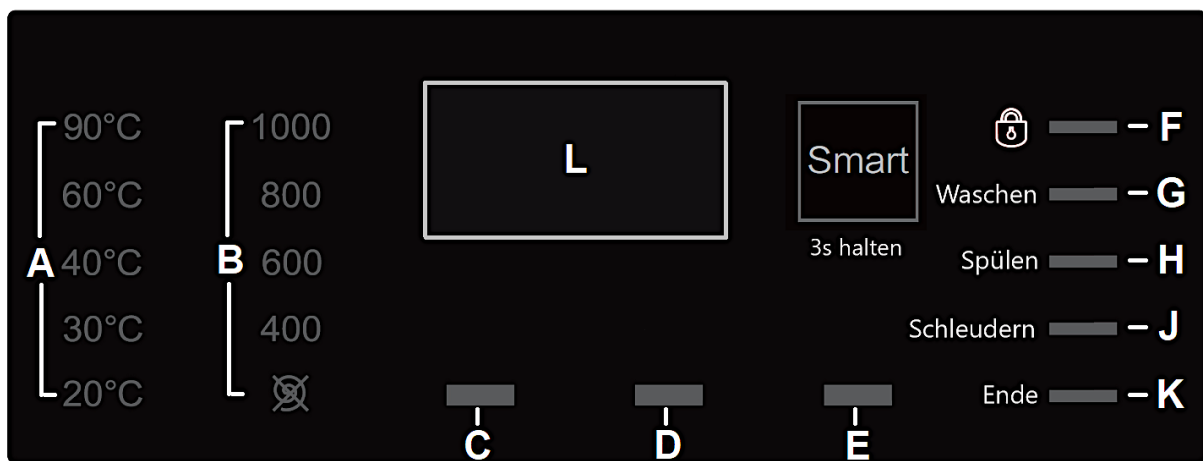 90°C
60°C
A 40°C
30°C
20°C
1000
800
B 600
400
L
Smart
3s halten
F
Waschen G
Spülen H
Schleudern J
Ende K
C D E